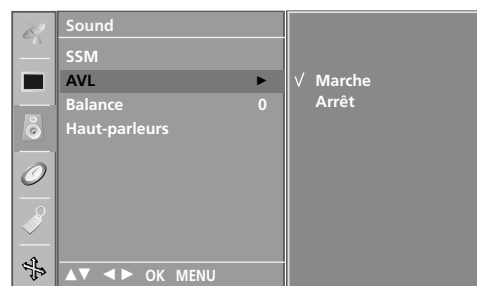 Sound
SSM
AVL ►
Balance 0
Haut-parleurs
▲▼ ◄► OK MENU
√ Marche
Arrêt